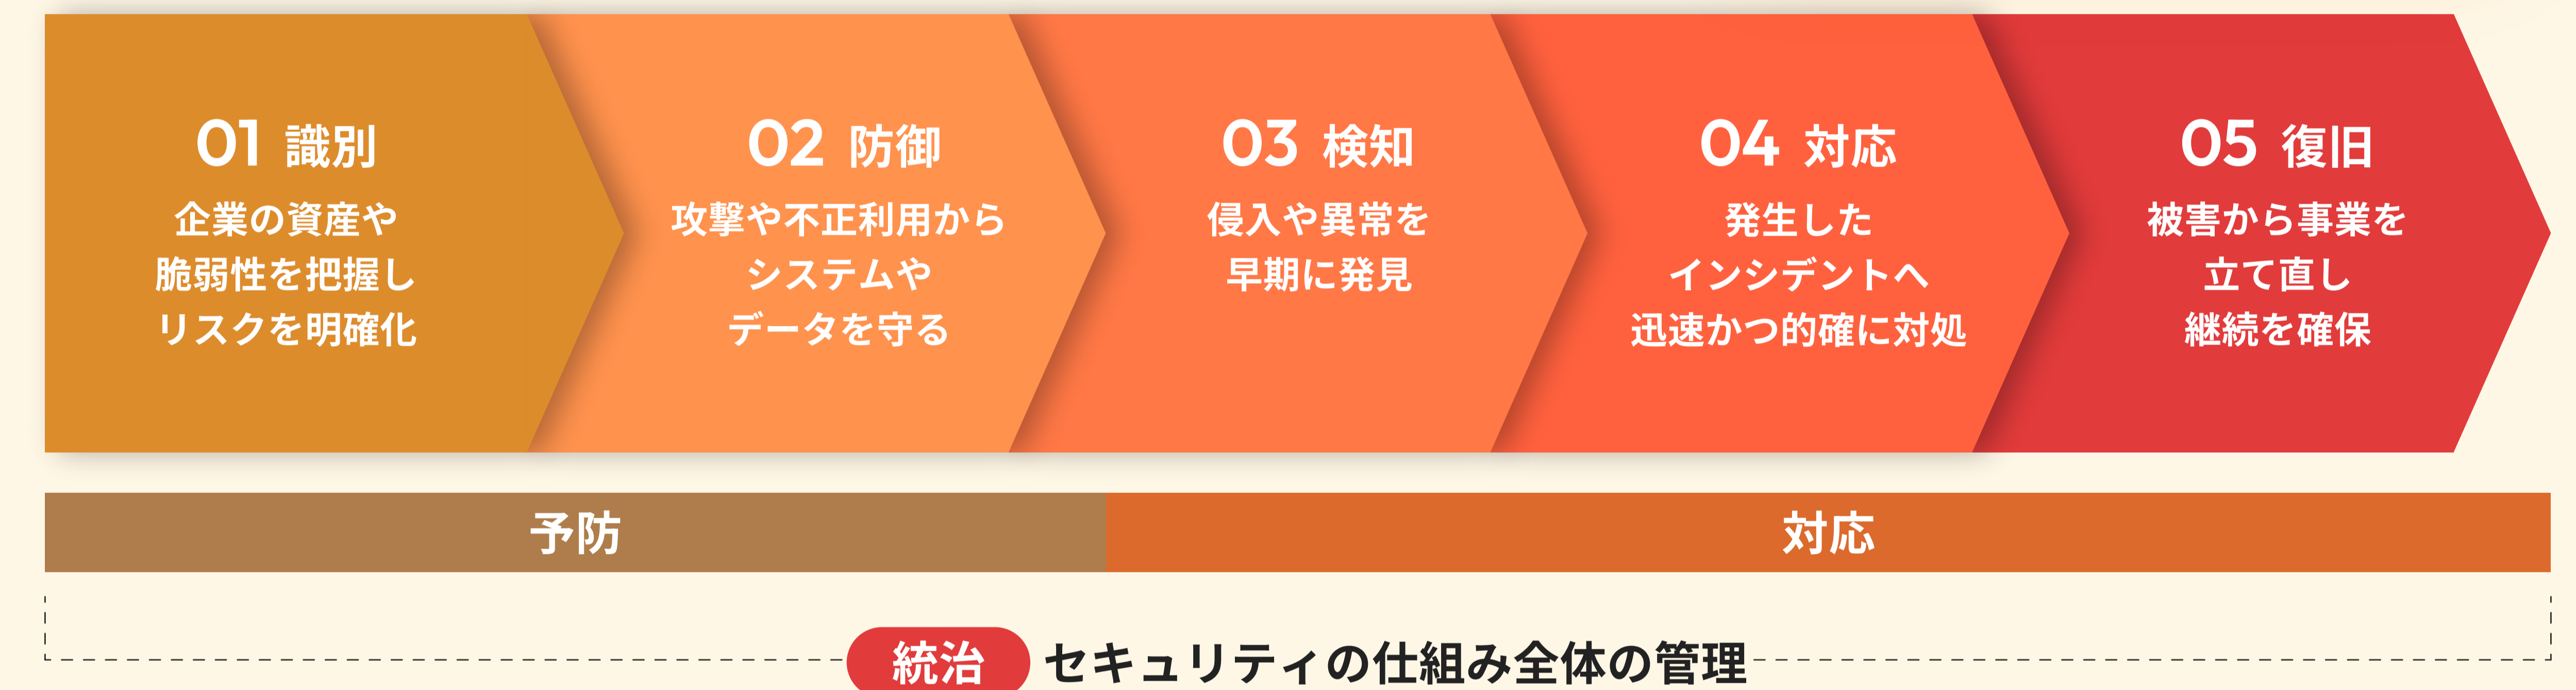 01 識別
企業の資産や
脆弱性を把握し
リスクを明確化
02 防御
攻撃や不正利用から
システムや
データを守る
03 検知
侵入や異常を
早期に発見
04 対応
発生した
インシデントへ
迅速かつ的確に対処
05 復旧
被害から事業を
立て直し
継続を確保
予防
対応
統治 セキュリティの仕組み全体の管理